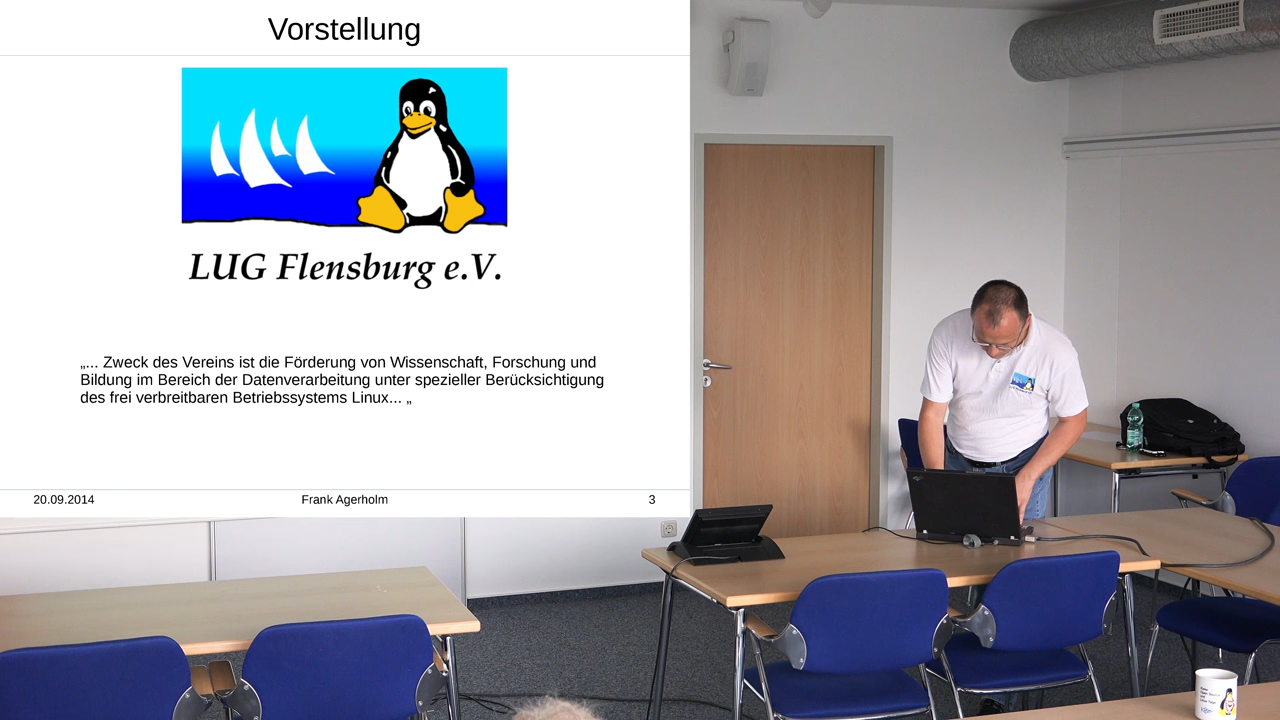 Vorstellung
LUG Flensburg e.V.
„... Zweck des Vereins ist die Förderung von Wissenschaft, Forschung und
Bildung im Bereich der Datenverarbeitung unter spezieller Berücksichtigung
des frei verbreitbaren Betriebssystems Linux... „
20.09.2014
Frank Agerholm
3